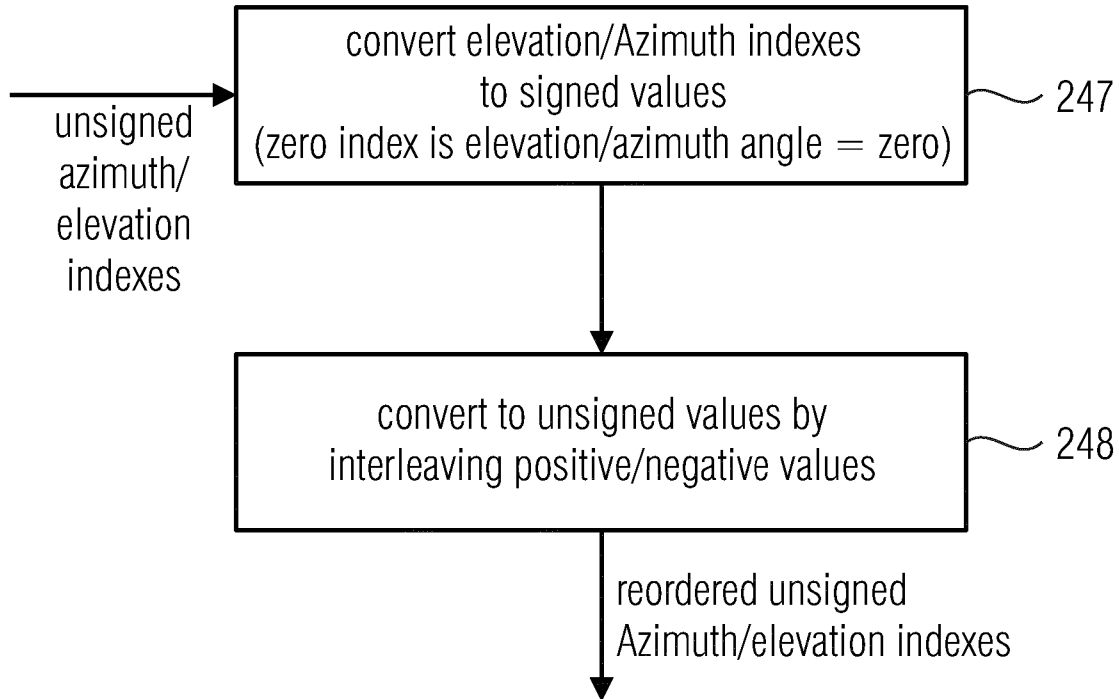 convert elevation/Azimuth indexes
to signed values
(zero index is elevation/azimuth angle = zero)
247
unsigned
azimuth/
elevation
indexes
convert to unsigned values by
interleaving positive/negative values
248
reordered unsigned
Azimuth/elevation indexes